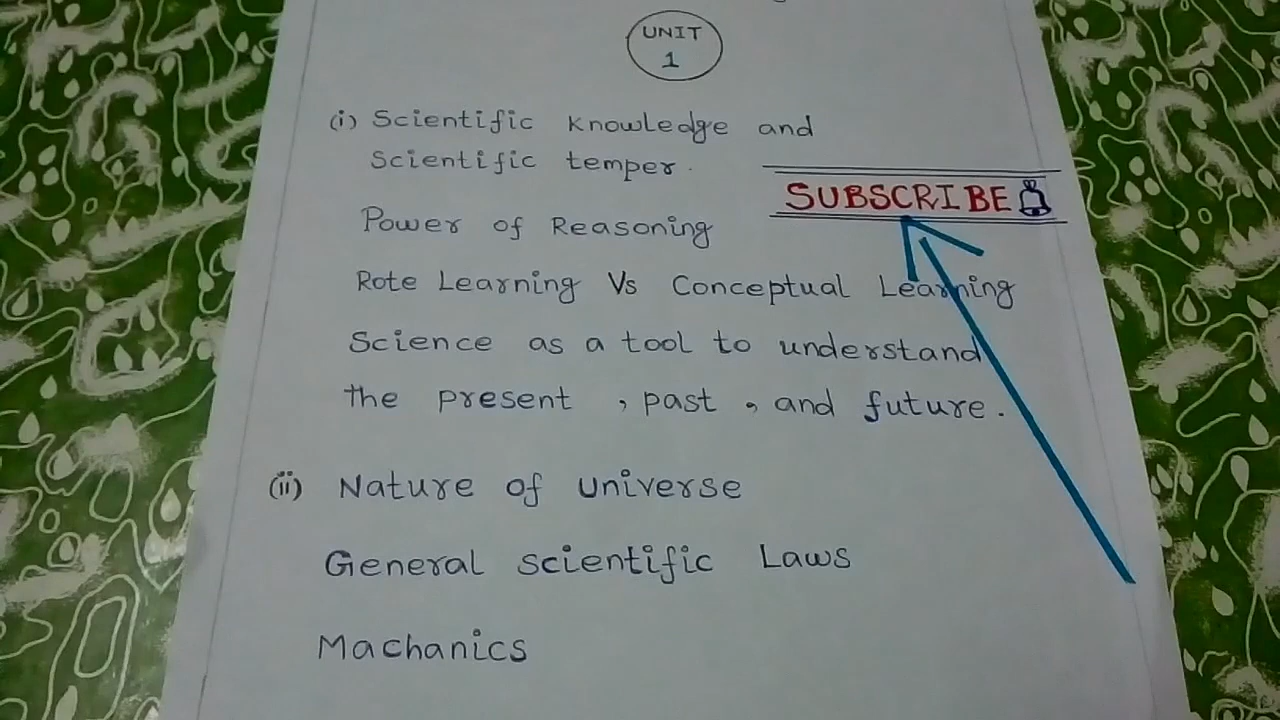 UNIT
1
(i) Scientific Knowledge and
Scientific temper.
SUBSCRIBE
Power of Reasoning
Rote Learning Vs Conceptual Learning
Science as a tool to understand
the present , past , and future.
(ii) Nature of universe
General scientific Laws
Machanics